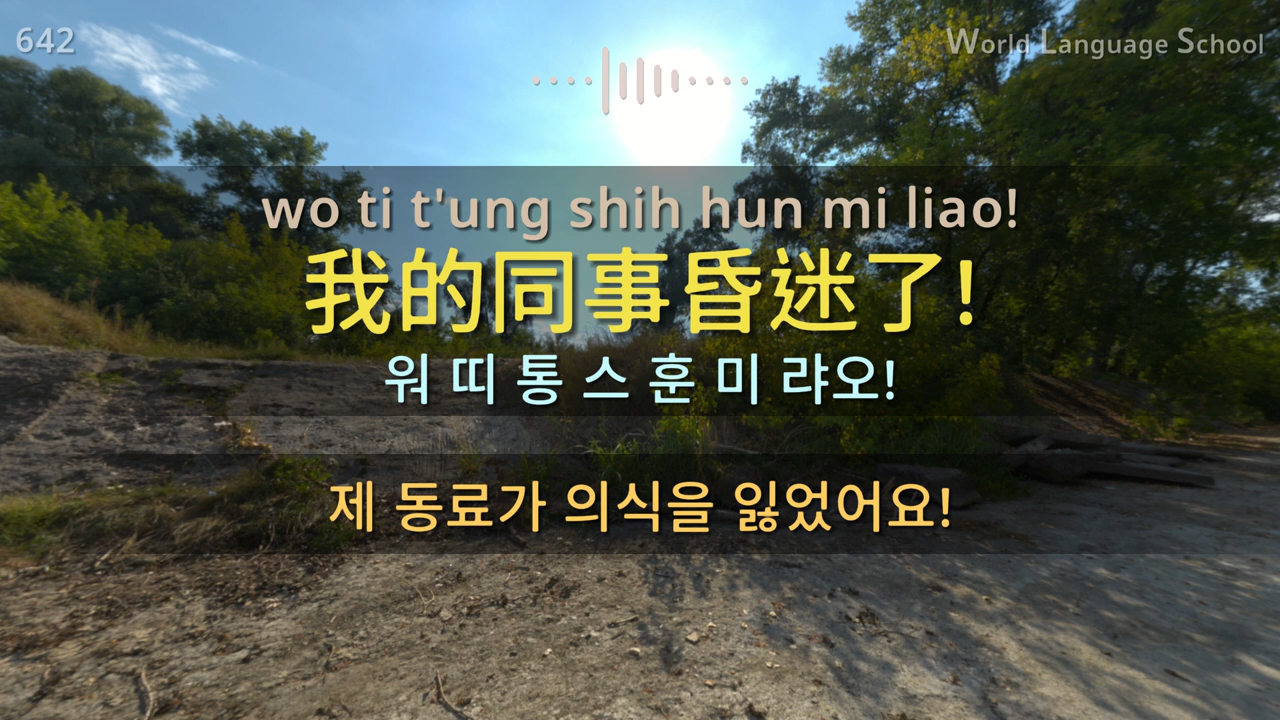 642
World Language School
wo ti t'ung shih hun mi liao!
我的同事昏迷了!
워 띠 통 스 훈 미 랴오!
제 동료가 의식을 잃었어요!